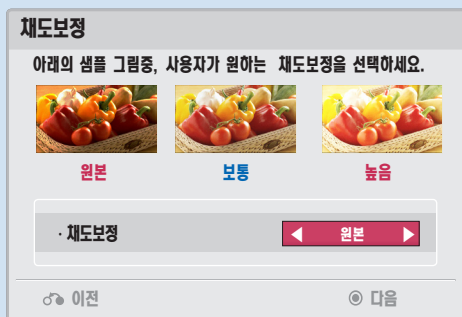 채도보정
아래의 샘플 그림중, 사용자가 원하는 채도보정을 선택하세요.
원본 보통 높음
· 채도보정 ◀ 원본 ▶
이전 ◉ 다음